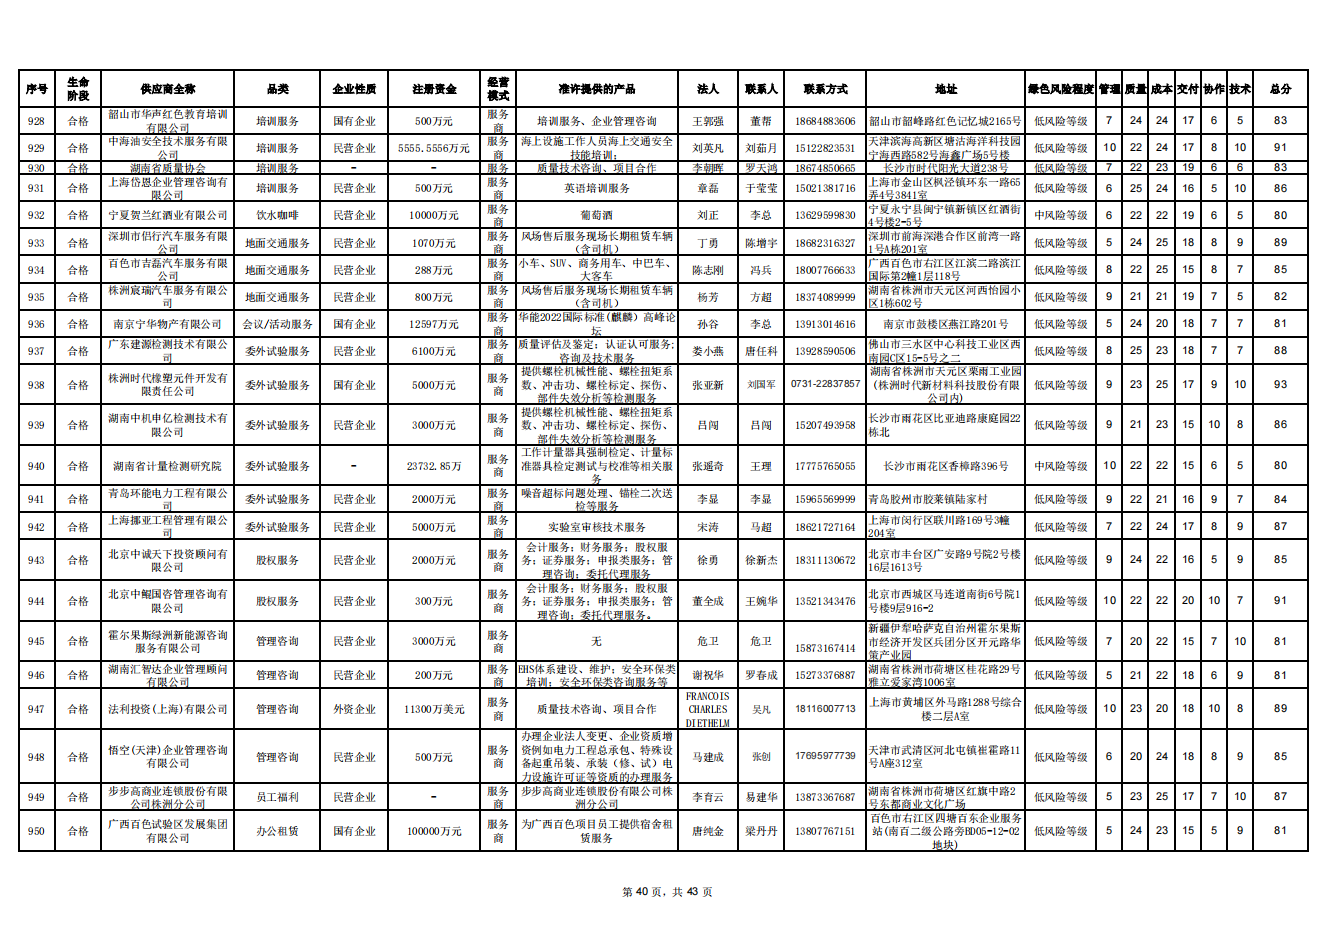 序号 生命阶段 供应商全称 品类 企业性质 注册资金 经营模式 准许提供的产品 法人 联系人 联系方式 地址 绿色风险程度 管理 质量 成本 交付 协作 技术 总分
928 合格 韶山市华声红色教育培训有限公司 培训服务 国有企业 500万元 服务商 培训服务、企业管理咨询 王郭强 董帮 18684883606 韶山市韶峰路红色记忆城2165号 低风险等级 7 24 24 17 6 5 83
929 合格 中海油安全技术服务有限公司 培训服务 民营企业 5555.5556万元 服务商 海上设施工作人员海上交通安全技能培训; 刘英凡 刘茹月 15122823531 天津滨海高新区塘沽海洋科技园宁海西路582号海鑫广场5号楼 低风险等级 10 22 24 17 8 10 91
930 合格 湖南省质量协会 培训服务 - - 服务 质量技术咨询、项目合作 李朝晖 罗天鸿 18674850665 长沙市时代阳光大道238号 低风险等级 7 22 23 19 6 6 83
931 合格 上海岱恩企业管理咨询有限公司 培训服务 民营企业 500万元 服务商 英语培训服务 章磊 于莹莹 15021381716 上海市金山区枫泾镇环东一路65弄4号3841室 低风险等级 6 25 24 16 5 10 86
932 合格 宁夏贺兰红酒业有限公司 饮水咖啡 民营企业 10000万元 服务商 葡萄酒 刘正 李总 13629599830 宁夏永宁县闽宁镇新镇区红酒街4号楼2-5号 中风险等级 6 22 22 19 6 5 80
933 合格 深圳市侣行汽车服务有限公司 地面交通服务 民营企业 1070万元 服务商 风场售后服务现场长期租赁车辆（含司机） 丁勇 陈增宇 18682316327 深圳市前海深港合作区前湾一路1号A栋201室 低风险等级 5 24 25 18 8 9 89
934 合格 百色市吉磊汽车服务有限公司 地面交通服务 民营企业 288万元 服务商 小车、SUV、商务用车、中巴车、大客车 陈志刚 冯兵 18007766633 广西百色市右江区江滨二路滨江国际第2幢1层118号 低风险等级 8 22 25 15 8 7 85
935 合格 株洲宸瑞汽车服务有限公司 地面交通服务 民营企业 800万元 服务商 风场售后服务现场长期租赁车辆（含司机） 杨芳 方超 18374089999 湖南省株洲市天元区河西怡园小区1栋602号 低风险等级 9 21 21 19 7 5 82
936 合格 南京宁华物产有限公司 会议/活动服务 国有企业 12597万元 服务商 华能2022国际标准(麒麟）高峰论坛 孙谷 李总 13913014616 南京市鼓楼区燕江路201号 低风险等级 5 24 20 18 7 7 81
937 合格 广东建源检测技术有限公司 委外试验服务 民营企业 6100万元 服务商 质量评估及鉴定; 认证认可服务;咨询及技术服务 娄小燕 唐任科 13928590506 佛山市三水区中心科技工业区西南园C区15-5号之二 低风险等级 8 25 23 18 7 7 88
938 合格 株洲时代橡塑元件开发有限责任公司 委外试验服务 国有企业 5000万元 服务商 提供螺栓机械性能、螺栓扭矩系数、冲击功、螺栓标定、探伤、部件失效分析等检测服务 张亚新 刘国军 0731-22837857 湖南省株洲市天元区栗雨工业园(株洲时代新材料科技股份有限公司内) 低风险等级 9 23 25 17 9 10 93
939 合格 湖南中机申亿检测技术有限公司 委外试验服务 民营企业 3000万元 服务商 提供螺栓机械性能、螺栓扭矩系数、冲击功、螺栓标定、探伤、部件失效分析等检测服务 吕闯 吕闯 15207493958 长沙市雨花区比亚迪路康庭园22栋北 低风险等级 9 21 23 15 10 8 86
940 合格 湖南省计量检测研究院 委外试验服务 - 23732.85万 服务商 工作计量器具强制检定、计量标准器具检定测试与校准等相关服务 张遥奇 王理 17775765055 长沙市雨花区香樟路396号 中风险等级 10 22 22 15 6 5 80
941 合格 青岛环能电力工程有限公司 委外试验服务 民营企业 2000万元 服务商 噪音超标问题处理、锚栓二次送检等服务 李显 李显 15965569999 青岛胶州市胶莱镇陆家村 低风险等级 9 22 21 16 9 7 84
942 合格 上海挪亚工程管理有限公司 委外试验服务 民营企业 5000万元 服务商 实验室审核技术服务 宋涛 马超 18621727164 上海市闵行区联川路169号3幢204室 低风险等级 7 22 24 17 8 9 87
943 合格 北京中诚天下投资顾问有限公司 股权服务 民营企业 2000万元 服务商 会计服务; 财务服务; 股权服务; 证券服务; 申报类服务; 管理咨询; 委托代理服务 徐勇 徐新杰 18311130672 北京市丰台区广安路9号院2号楼16层1613号 低风险等级 9 24 22 16 5 9 85
944 合格 北京中鲲国咨管理咨询有限公司 股权服务 民营企业 300万元 服务商 会计服务; 财务服务; 股权服务; 证券服务; 申报类服务; 管理咨询; 委托代理服务。 董全成 王婉华 13521343476 北京市西城区马连道南街6号院1号楼9层916-2 低风险等级 10 22 22 20 10 7 91
945 合格 霍尔果斯绿洲新能源咨询服务有限公司 管理咨询 民营企业 3000万元 服务商 无 危卫 危卫 15873167414 新疆伊犁哈萨克自治州霍尔果斯市经济开发区兵团分区开元路华策产业园 低风险等级 7 20 22 15 7 10 81
946 合格 湖南汇智达企业管理顾问有限公司 管理咨询 民营企业 200万元 服务商 EHS体系建设、维护; 安全环保类培训; 安全环保类咨询服务等 谢祝华 罗春成 15273376887 湖南省株洲市荷塘区桂花路29号雅立爱家湾1006室 低风险等级 5 21 22 18 6 9 81
947 合格 法利投资(上海)有限公司 管理咨询 外资企业 11300万美元 服务商 质量技术咨询、项目合作 FRANCOIS CHARLES DIETHELM 吴凡 18116007713 上海市黄埔区外马路1288号综合楼二层A室 低风险等级 10 23 20 18 10 8 89
948 合格 悟空(天津)企业管理咨询有限公司 管理咨询 民营企业 500万元 服务商 办理企业法人变更、企业资质增资例如电力工程总承包、特殊设备起重吊装、承装（修、试）电力设施许可证等资质的办理服务 马建成 张创 17695977739 天津市武清区河北屯镇崔霍路11号A座312室 低风险等级 6 20 24 18 8 9 85
949 合格 步步高商业连锁股份有限公司株洲分公司 员工福利 民营企业 - 服务商 步步高商业连锁股份有限公司株洲分公司 李育云 易建华 13873367687 湖南省株洲市荷塘区红旗中路2号东都商业文化广场 低风险等级 5 23 25 17 7 10 87
950 合格 广西百色试验区发展集团有限公司 办公租赁 国有企业 100000万元 服务商 为广西百色项目员工提供宿舍租赁服务 唐纯金 梁丹丹 13807767151 百色市右江区四塘百东企业服务站(南百二级公路旁BD05-12-02地块) 低风险等级 5 24 23 15 5 9 81
第 40 页，共 43 页